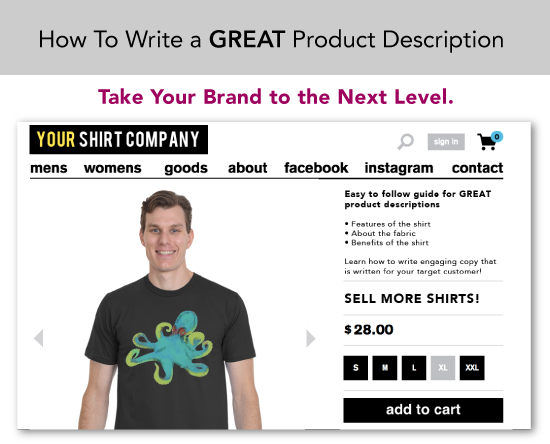 How To Write a GREAT Product Description
Take Your Brand to the Next Level.
YOUR SHIRT COMPANY
sign in
0
mens womens goods about facebook instagram contact
Easy to follow guide for GREAT
product descriptions
• Features of the shirt
• About the fabric
• Benefits of the shirt
Learn how to write engaging copy that
is written for your target customer!
SELL MORE SHIRTS!
$28.00
S M L XL XXL
add to cart